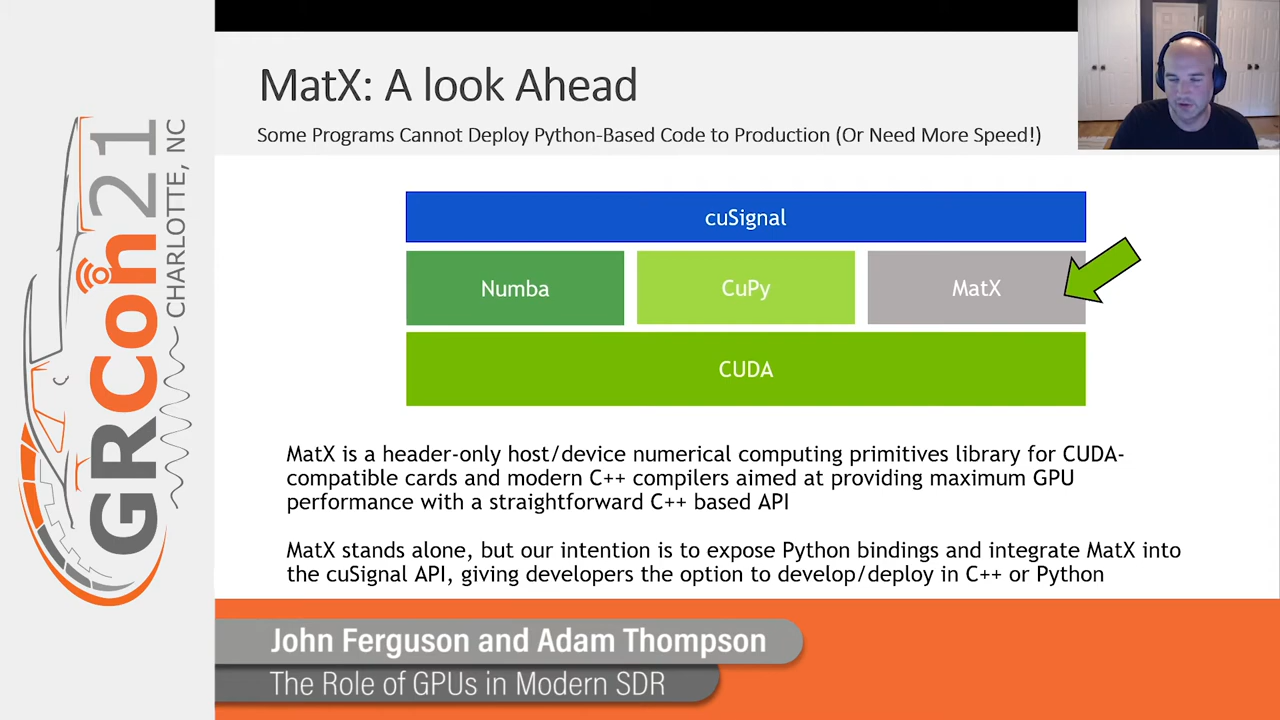 GRCon21
CHARLOTTE, NC
MatX: A look Ahead
Some Programs Cannot Deploy Python-Based Code to Production (Or Need More Speed!)
cuSignal
Numba
CuPy
MatX
CUDA
MatX is a header-only host/device numerical computing primitives library for CUDA-
compatible cards and modern C++ compilers aimed at providing maximum GPU
performance with a straightforward C++ based API
MatX stands alone, but our intention is to expose Python bindings and integrate MatX into
the cuSignal API, giving developers the option to develop/deploy in C++ or Python
John Ferguson and Adam Thompson
The Role of GPUs in Modern SDR